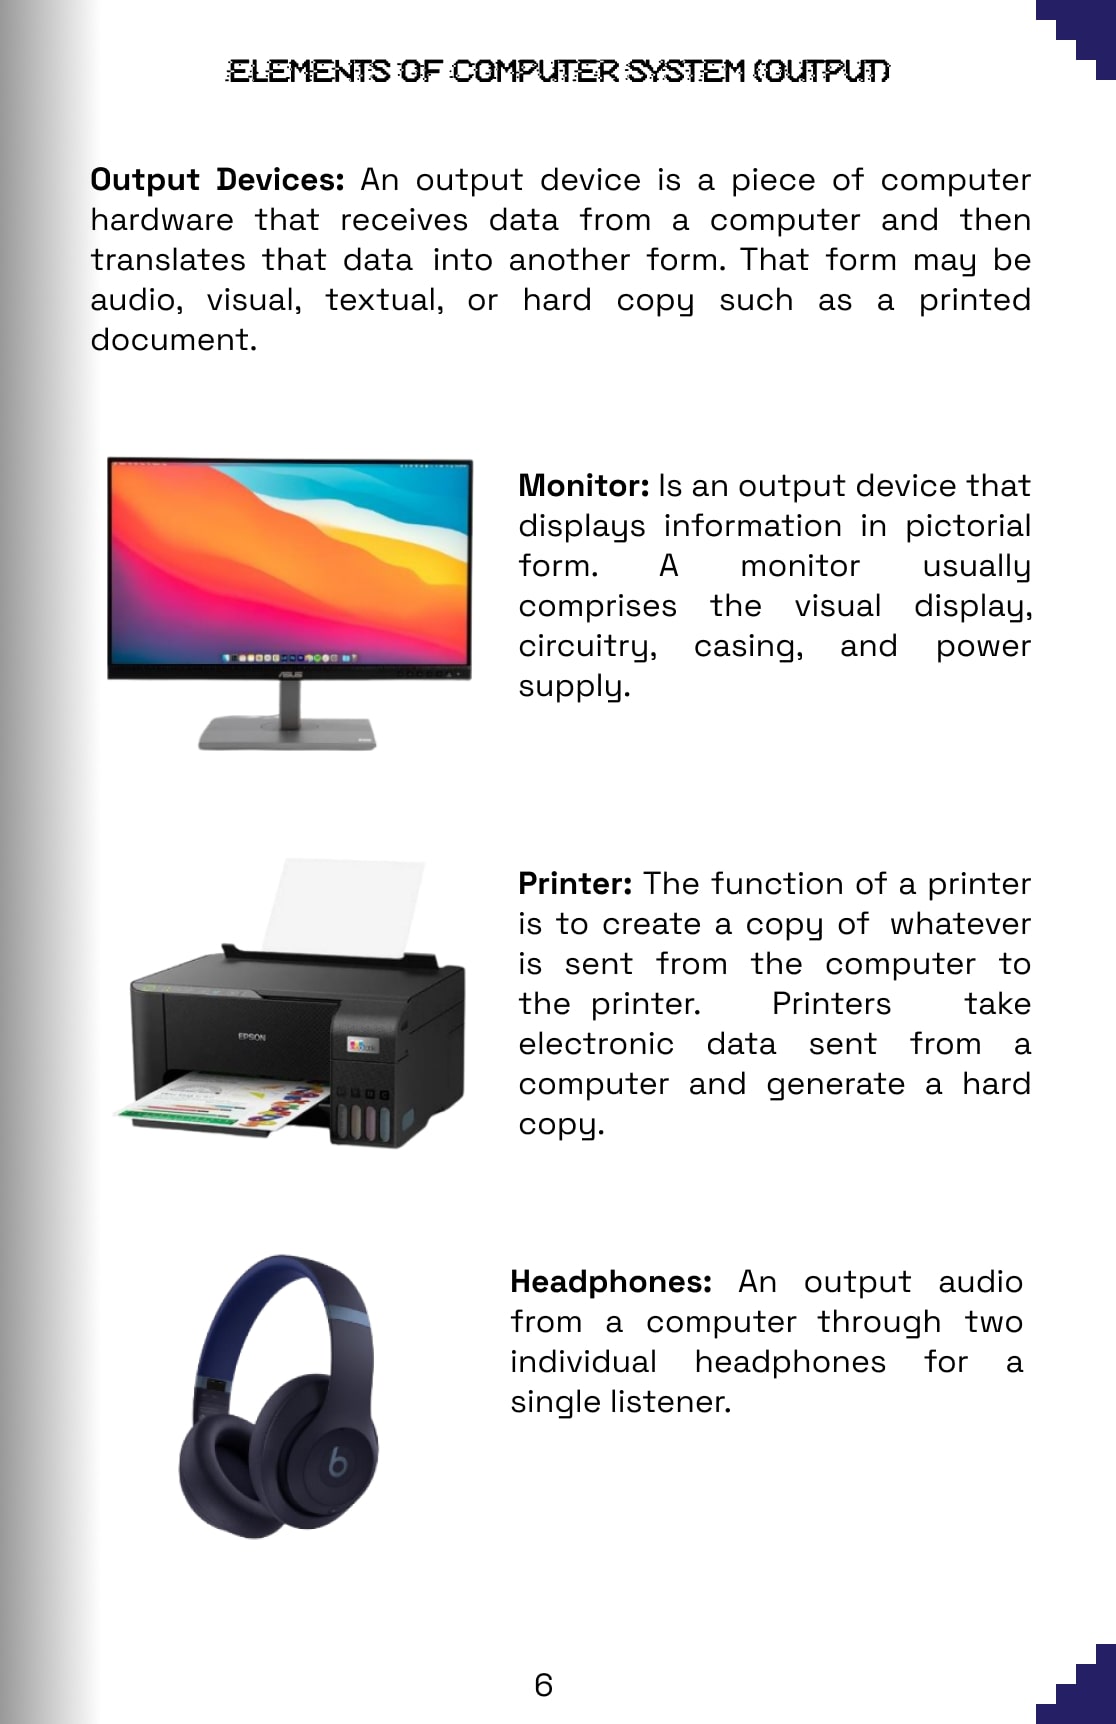 ELEMENTS OF COMPUTER SYSTEM (OUTPUT)
Output Devices: An output device is a piece of computer
hardware that receives data from a computer and then
translates that data into another form. That form may be
audio, visual, textual, or hard copy such as a printed
document.
Monitor: Is an output device that
displays information in pictorial
form. A monitor usually
comprises the visual display,
circuitry, casing, and power
supply.
ASUS
Printer: The function of a printer
is to create a copy of whatever
is sent from the computer to
the printer. Printers take
electronic data sent from a
computer and generate a hard
copy.
EPSON
Headphones: An output audio
from a computer through two
individual headphones for a
single listener.
b
6